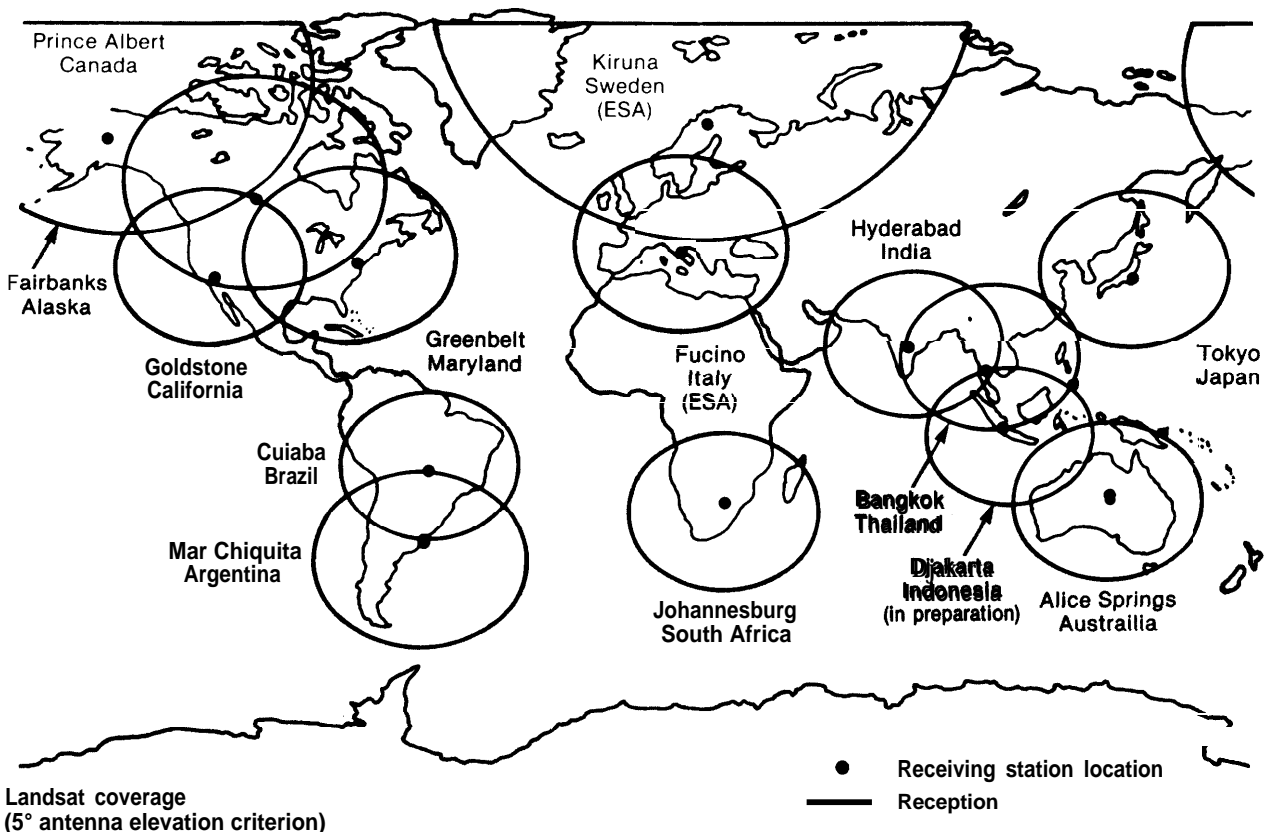 Prince Albert
Canada
Kiruna
Sweden
(ESA)
Hyderabad
India
Fairbanks
Alaska
Greenbelt
Maryland
Goldstone
California
Fucino
Italy
(ESA)
Tokyo
Japan
Cuiaba
Brazil
Bangkok
Thailand
Mar Chiquita
Argentina
Djakarta
Indonesia
(in preparation)
Johannesburg
South Africa
Alice Springs
Austrailia
Receiving station location
Reception
Landsat coverage
(5° antenna elevation criterion)